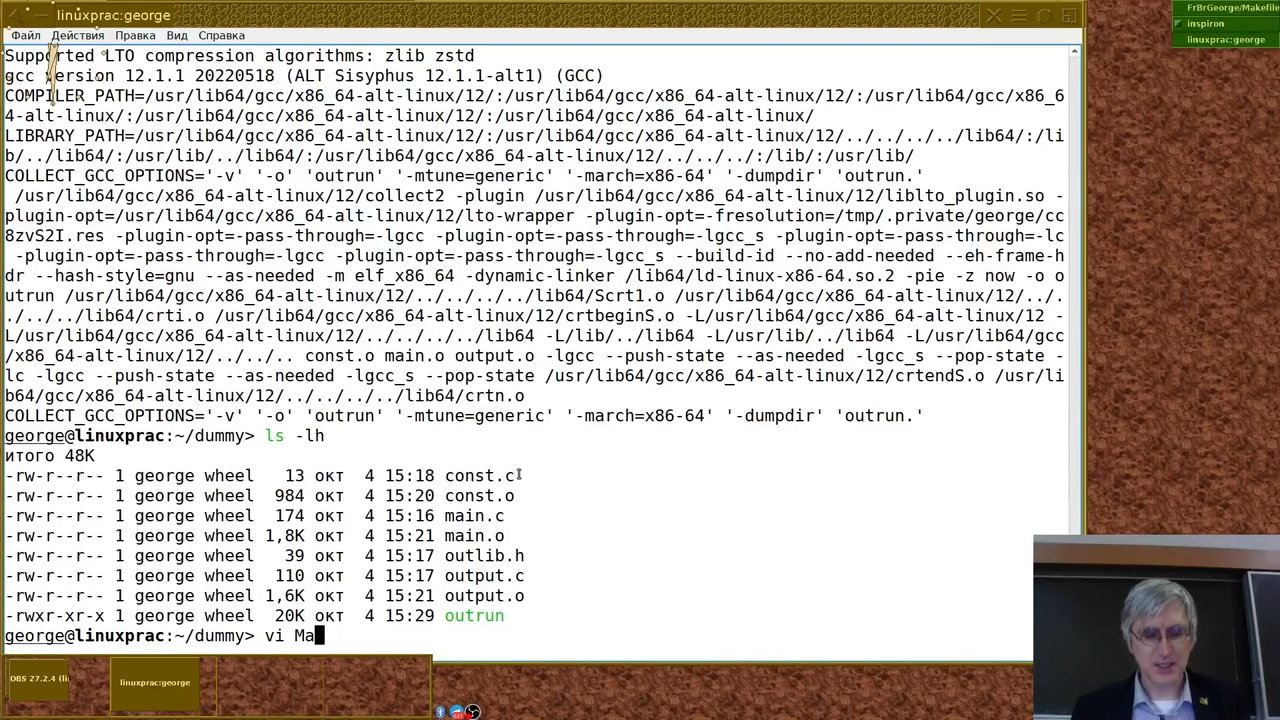 linuxprac:george
Файл Действия Правка Вид Справка
Supported LTO compression algorithms: zlib zstd
gcc version 12.1.1 20220518 (ALT Sisyphus 12.1.1-alt1) (GCC)
COMPILER_PATH=/usr/lib64/gcc/x86_64-alt-linux/12/:/usr/lib64/gcc/x86_64-alt-linux/12/:/usr/lib64/gcc/x86_6
4-alt-linux/:/usr/lib64/gcc/x86_64-alt-linux/12/:/usr/lib64/gcc/x86_64-alt-linux/
LIBRARY_PATH=/usr/lib64/gcc/x86_64-alt-linux/12/:/usr/lib64/gcc/x86_64-alt-linux/12/../../../../lib64/:/li
b/../lib64/:/usr/lib/../lib64/:/usr/lib64/gcc/x86_64-alt-linux/12/../../../:/lib/:/usr/lib/
COLLECT_GCC_OPTIONS='-v' '-o' 'outrun' '-mtune=generic' '-march=x86-64' '-dumpdir' 'outrun.'
/usr/lib64/gcc/x86_64-alt-linux/12/collect2 -plugin /usr/lib64/gcc/x86_64-alt-linux/12/liblto_plugin.so -
plugin-opt=/usr/lib64/gcc/x86_64-alt-linux/12/lto-wrapper -plugin-opt=-fresolution=/tmp/.private/george/cc
8zvS2I.res -plugin-opt=-pass-through=-lgcc -plugin-opt=-pass-through=-lgcc_s -plugin-opt=-pass-through=-lc
-plugin-opt=-pass-through=-lgcc -plugin-opt=-pass-through=-lgcc_s --build-id --no-add-needed --eh-frame-h
dr --hash-style=gnu --as-needed -m elf_x86_64 -dynamic-linker /lib64/ld-linux-x86-64.so.2 -pie -z now -o o
utrun /usr/lib64/gcc/x86_64-alt-linux/12/../../../../lib64/Scrt1.o /usr/lib64/gcc/x86_64-alt-linux/12/../.
./../../lib64/crti.o /usr/lib64/gcc/x86_64-alt-linux/12/crtbeginS.o -L/usr/lib64/gcc/x86_64-alt-linux/12 -
L/usr/lib64/gcc/x86_64-alt-linux/12/../../../../lib64 -L/lib/../lib64 -L/usr/lib/../lib64 -L/usr/lib64/gcc
/x86_64-alt-linux/12/../../.. const.o main.o output.o -lgcc --push-state --as-needed -lgcc_s --pop-state -
lc -lgcc --push-state --as-needed -lgcc_s --pop-state /usr/lib64/gcc/x86_64-alt-linux/12/crtendS.o /usr/li
b64/gcc/x86_64-alt-linux/12/../../../../lib64/crtn.o
COLLECT_GCC_OPTIONS='-v' '-o' 'outrun' '-mtune=generic' '-march=x86-64' '-dumpdir' 'outrun.'
george@linuxprac:~/dummy> ls -lh
итого 48K
-rw-r--r-- 1 george wheel 13 окт 4 15:18 const.c
-rw-r--r-- 1 george wheel 984 окт 4 15:20 const.o
-rw-r--r-- 1 george wheel 174 окт 4 15:16 main.c
-rw-r--r-- 1 george wheel 1,8K окт 4 15:21 main.o
-rw-r--r-- 1 george wheel 39 окт 4 15:17 outlib.h
-rw-r--r-- 1 george wheel 110 окт 4 15:17 output.c
-rw-r--r-- 1 george wheel 1,6K окт 4 15:21 output.o
-rwxr-xr-x 1 george wheel 20K окт 4 15:29 outrun
george@linuxprac:~/dummy> vi Ma
FrBrGeorge/Makefile
inspiron
linuxprac:george
OBS 27.2.4 (li
linuxprac:george